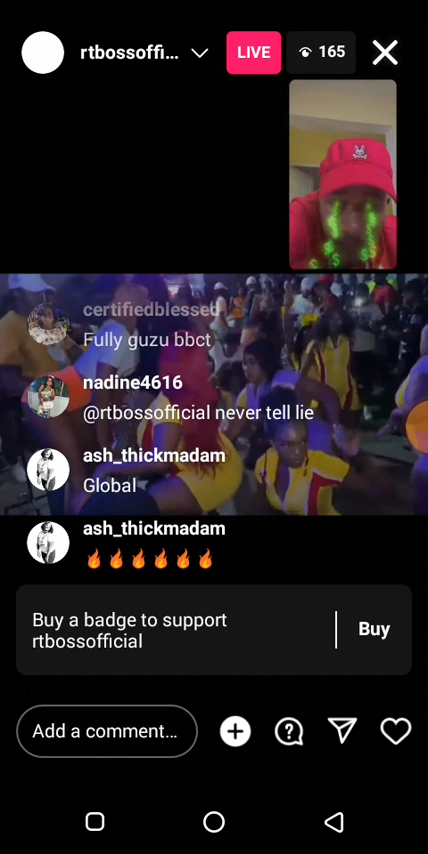 rtbossoffi...
LIVE
165
certifiedblessed
Fully guzu bbct
nadine4616
@rtbossofficial never tell lie
ash_thickmadam
Global
ash_thickmadam
🔥🔥🔥🔥🔥🔥
Buy a badge to support
rtbossofficial
Buy
Add a comment...